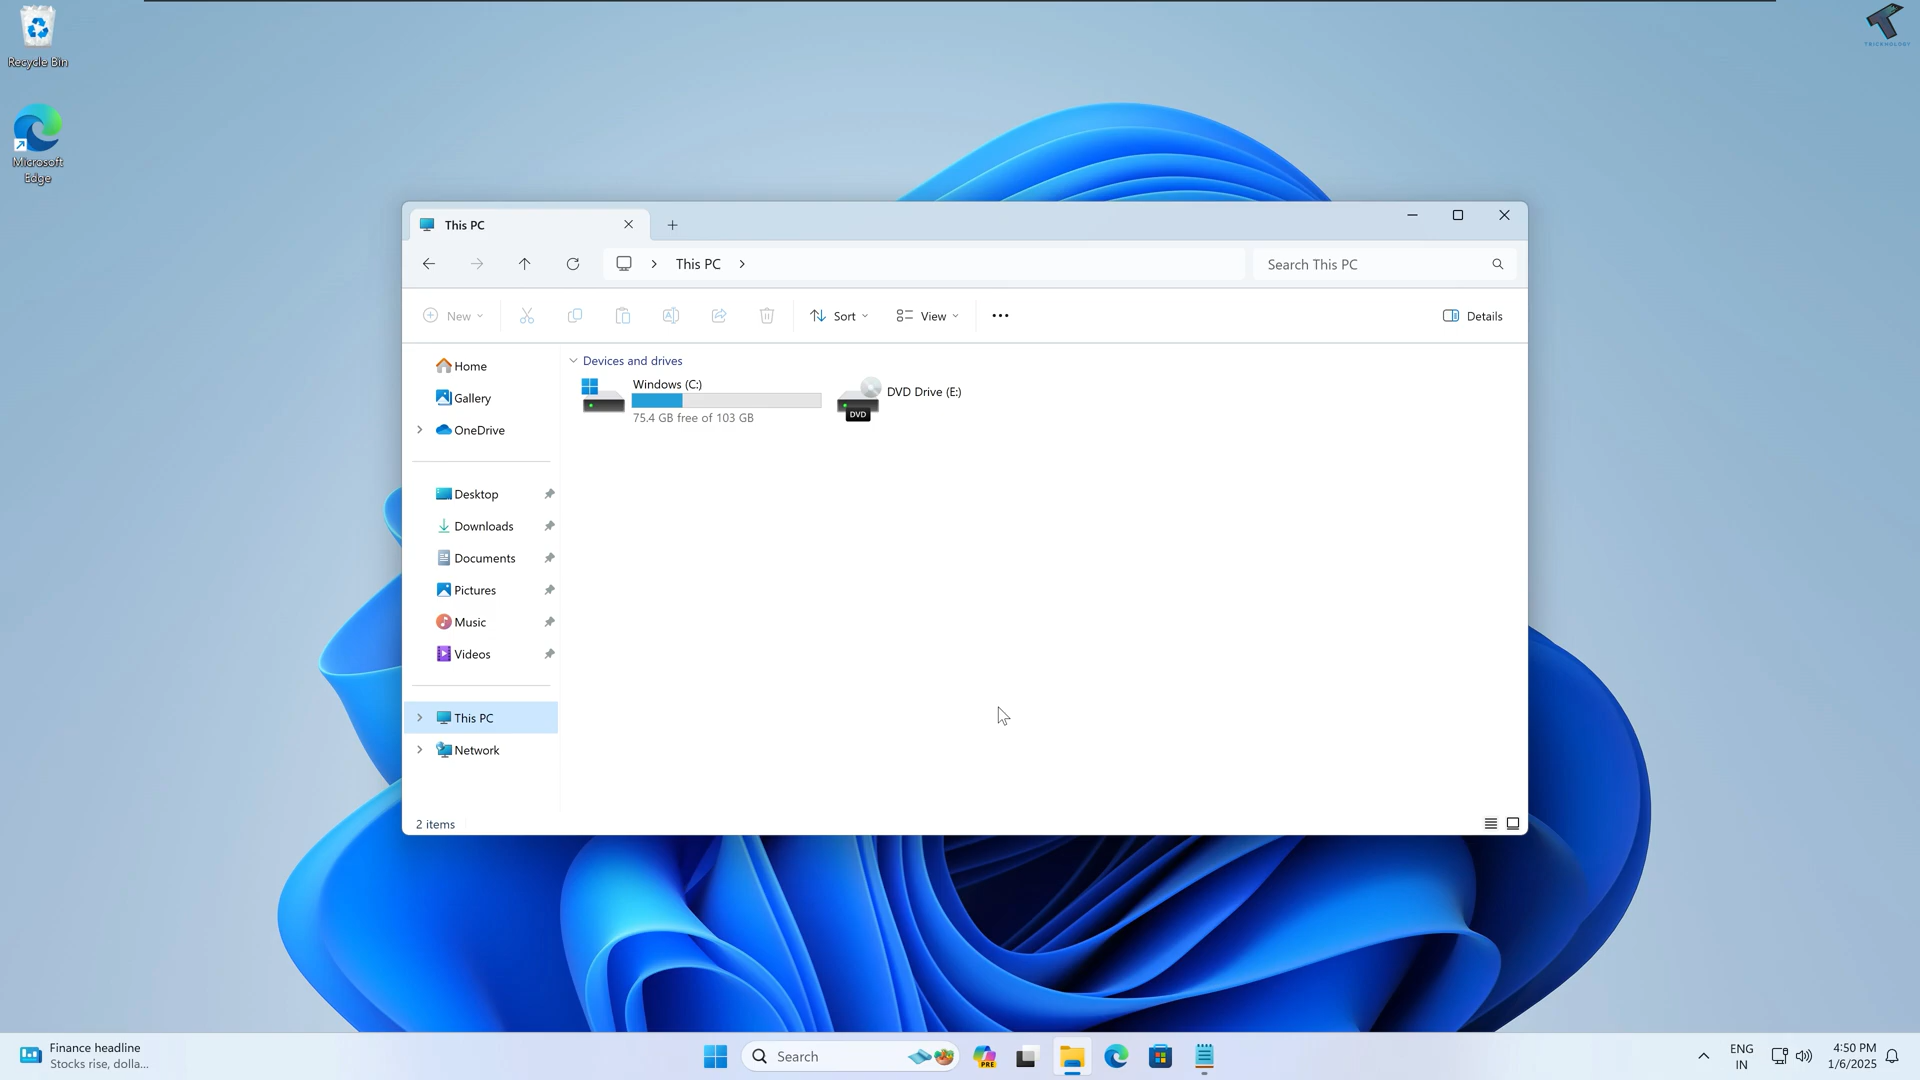 Recycle Bin
TRICKNOLOGY
Microsoft
Edge
This PC
This PC
Search This PC
New
Sort
View
Details
Home
Gallery
OneDrive
Desktop
Downloads
Documents
Pictures
Music
Videos
This PC
Network
Devices and drives
Windows (C:)
75.4 GB free of 103 GB
DVD
DVD Drive (E:)
2 items
Finance headline
Stocks rise, dolla...
Search
PRE
ENG
IN
4:50 PM
1/6/2025